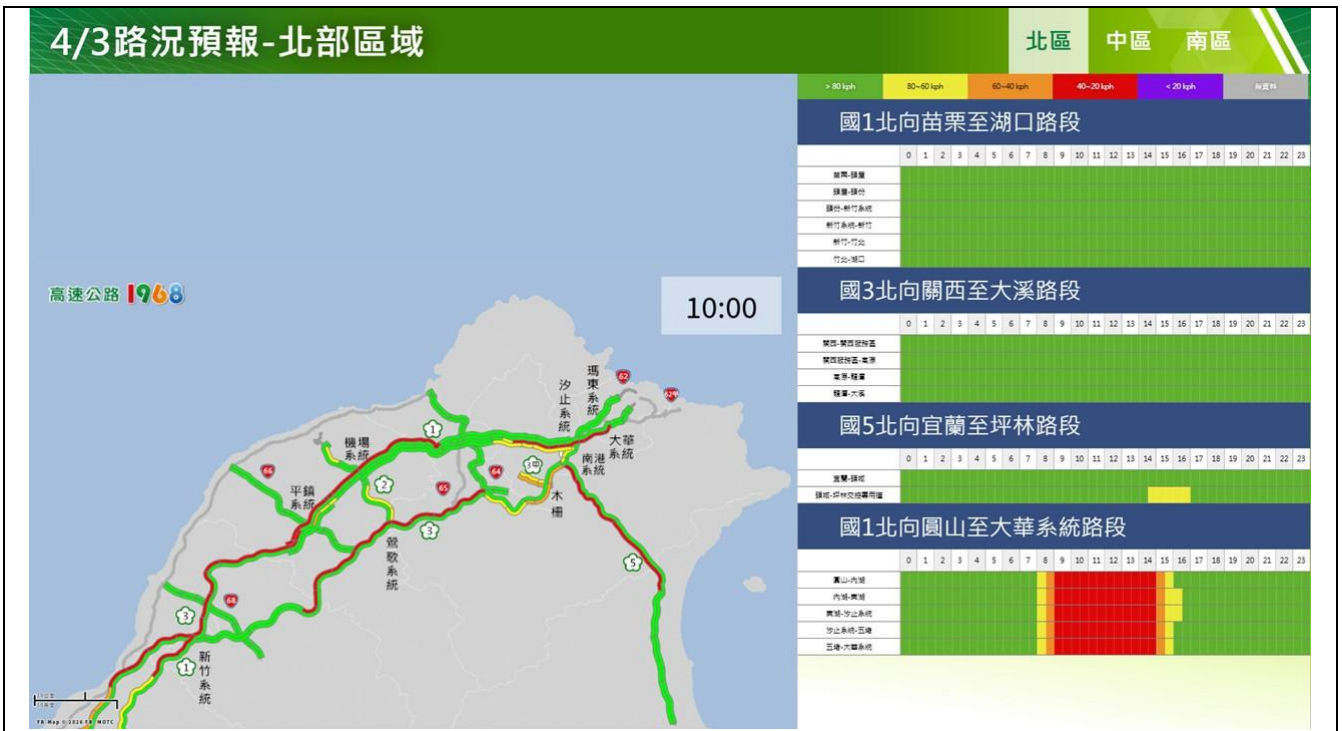 4/3路況預報-北部區域
北區 中區 南區
> 80 kph 80~60 kph 60~40 kph 40~20 kph < 20 kph 無資料
國1北向苗栗至湖口路段
0 1 2 3 4 5 6 7 8 9 10 11 12 13 14 15 16 17 18 19 20 21 22 23
苗栗-頭屋
頭屋-頭份
頭份-新竹系統
新竹系統-新竹
新竹-竹北
竹北-湖口
國3北向關西至大溪路段
0 1 2 3 4 5 6 7 8 9 10 11 12 13 14 15 16 17 18 19 20 21 22 23
關西-關西服務區
關西服務區-高原
高原-龍潭
龍潭-大溪
國5北向宜蘭至坪林路段
0 1 2 3 4 5 6 7 8 9 10 11 12 13 14 15 16 17 18 19 20 21 22 23
宜蘭-頭城
頭城-坪林交控專用道
國1北向圓山至大華系統路段
0 1 2 3 4 5 6 7 8 9 10 11 12 13 14 15 16 17 18 19 20 21 22 23
圓山-內湖
內湖-東湖
東湖-汐止系統
汐止系統-五堵
五堵-大華系統
高速公路1968
10:00
瑪東系統
62
汐止系統
62甲
1
大華系統
機場系統
南港系統
3甲
66
64
2
65
平鎮系統
木柵
3
鶯歌系統
5
68
3
新竹系統
1